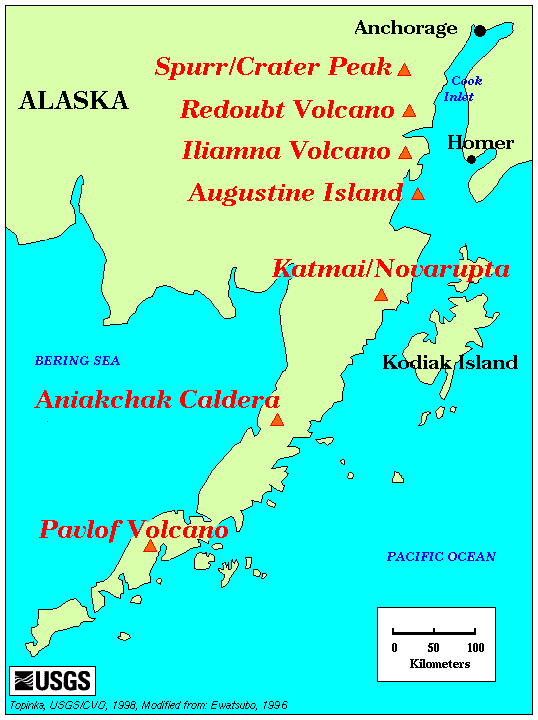 Anchorage
Spurr/Crater Peak
Cook
Inlet
ALASKA
Redoubt Volcano
Homer
Iliamna Volcano
Augustine Island
Katmai/Novarupta
BERING SEA
Kodiak Island
Aniakchak Caldera
Pavlof Volcano
PACIFIC OCEAN
0 50 100
Kilometers
USGS
Topinka, USGS/CVO, 1998, Modified from: Ewatsubo, 1996